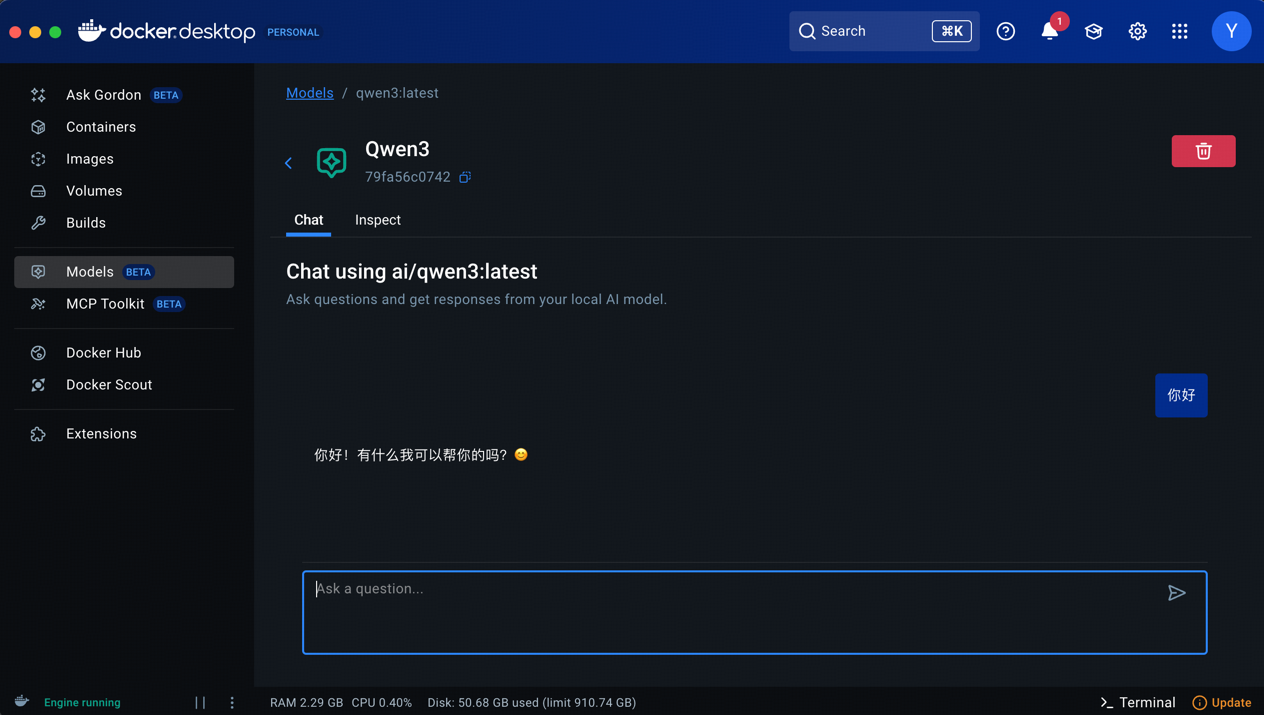 docker.desktop PERSONAL
Search ⌘K
1
Y
Ask Gordon BETA
Containers
Images
Volumes
Builds
Models BETA
MCP Toolkit BETA
Docker Hub
Docker Scout
Extensions
Models / qwen3:latest
Qwen3
79fa56c0742
Chat Inspect
Chat using ai/qwen3:latest
Ask questions and get responses from your local AI model.
你好
你好！有什么我可以帮你的吗？😊
Ask a question...
Engine running
RAM 2.29 GB CPU 0.40% Disk: 50.68 GB used (limit 910.74 GB)
Terminal
Update